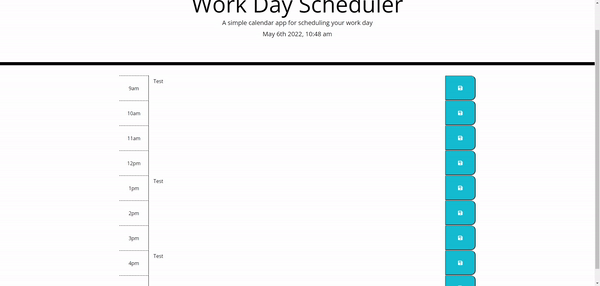 Work Day Scheduler
A simple calendar app for scheduling your work day
May 6th 2022, 10:48 am
9am Test
10am
11am
12pm
1pm Test
2pm
3pm
4pm Test